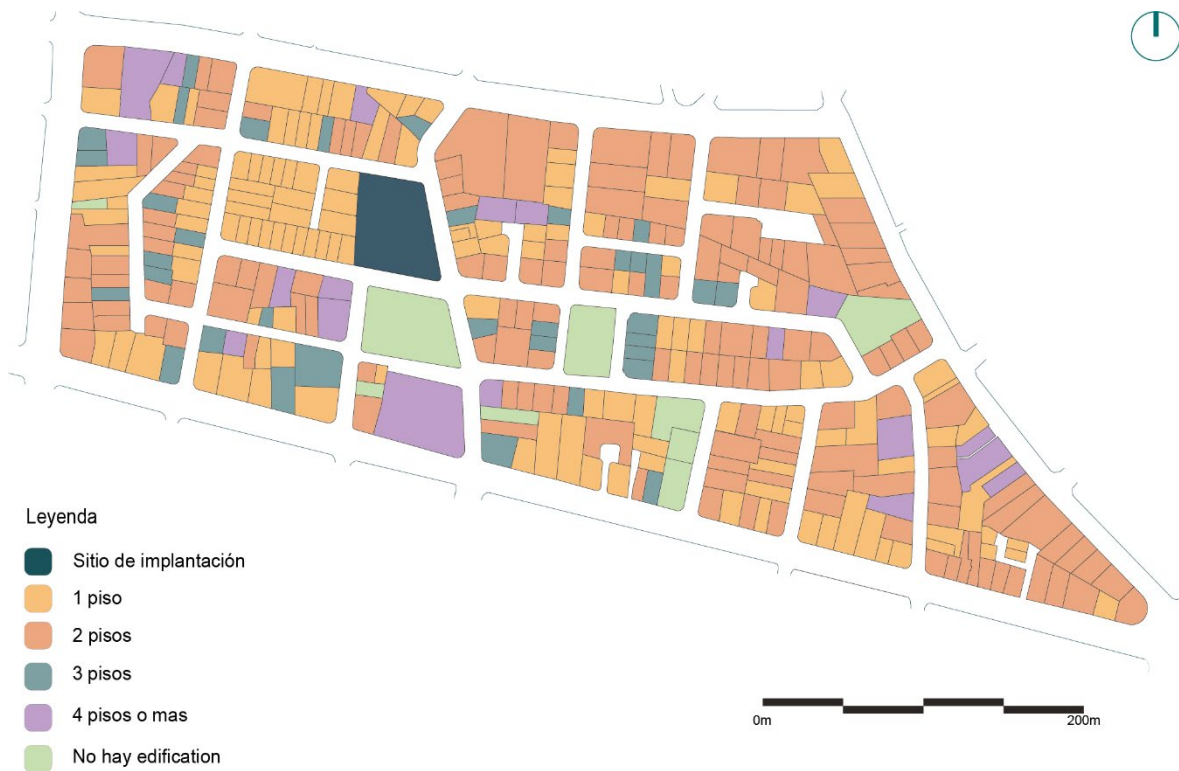 Leyenda
Sitio de implantación
1 piso
2 pisos
3 pisos
4 pisos o mas
No hay edification
0m 200m